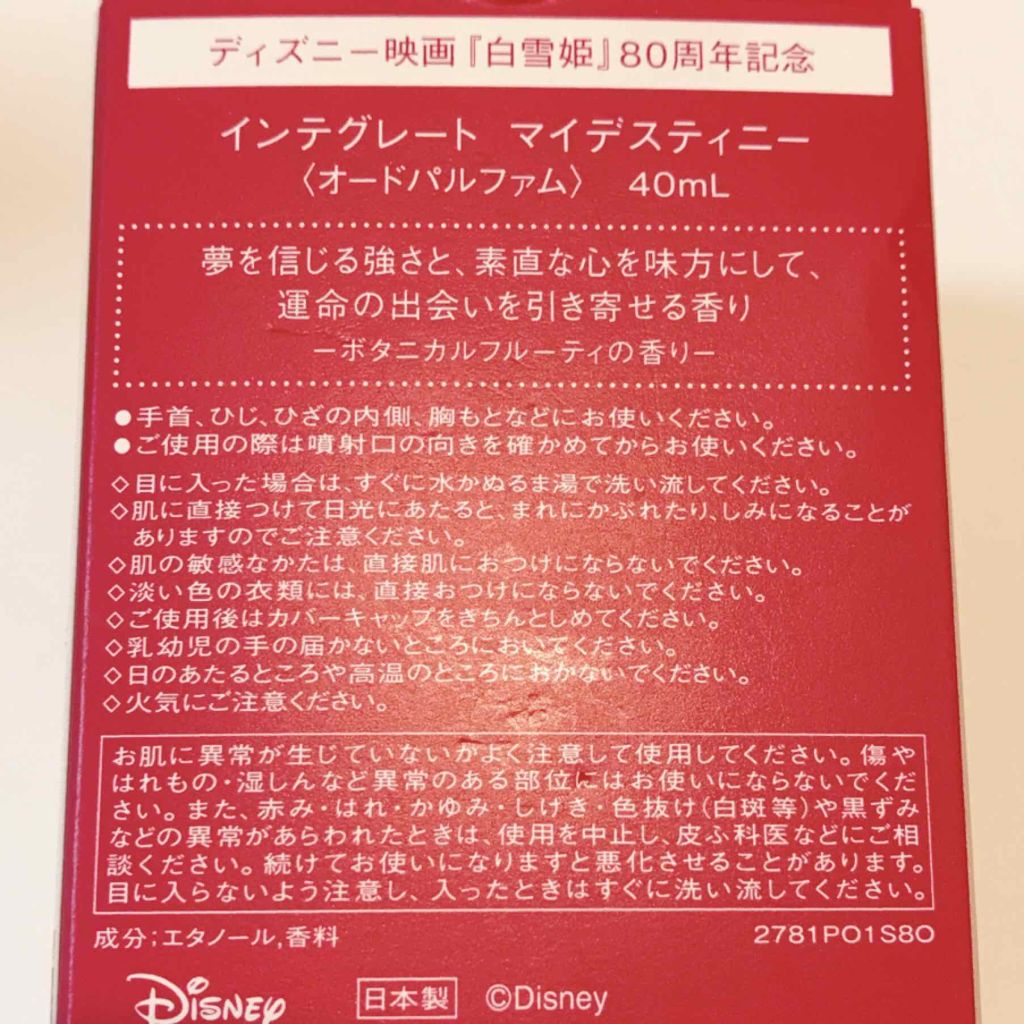 ディズニー映画『白雪姫』80周年記念
インテグレート マイデスティニー
〈オードパルファム〉 40mL
夢を信じる強さと、素直な心を味方にして、
運命の出会いを引き寄せる香り
―ボタニカルフルーティの香り―
●手首、ひじ、ひざの内側、胸もとなどにお使いください。
●ご使用の際は噴射口の向きを確かめてからお使いください。
◇目に入った場合は、すぐに水かぬるま湯で洗い流してください。
◇肌に直接つけて日光にあたると、まれにかぶれたり、しみになることが
ありますのでご注意ください。
◇肌の敏感なかたは、直接肌におつけにならないでください。
◇淡い色の衣類には、直接おつけにならないでください。
◇ご使用後はカバーキャップをきちんとしめてください。
◇乳幼児の手の届かないところにおいてください。
◇日のあたるところや高温のところにおかないでください。
◇火気にご注意ください。
お肌に異常が生じていないかよく注意して使用してください。傷や
はれもの・湿しんなど異常のある部位にはお使いにならないでくだ
さい。また、赤み・はれ・かゆみ・しげき・色抜け(白斑等)や黒ずみ
などの異常があらわれたときは、使用を中止し、皮ふ科医などにご相
談ください。続けてお使いになりますと悪化させることがあります。
目に入らないよう注意し、入ったときはすぐに洗い流してください。
成分;エタノール,香料 2781P01S80
Disney 日本製 ©Disney